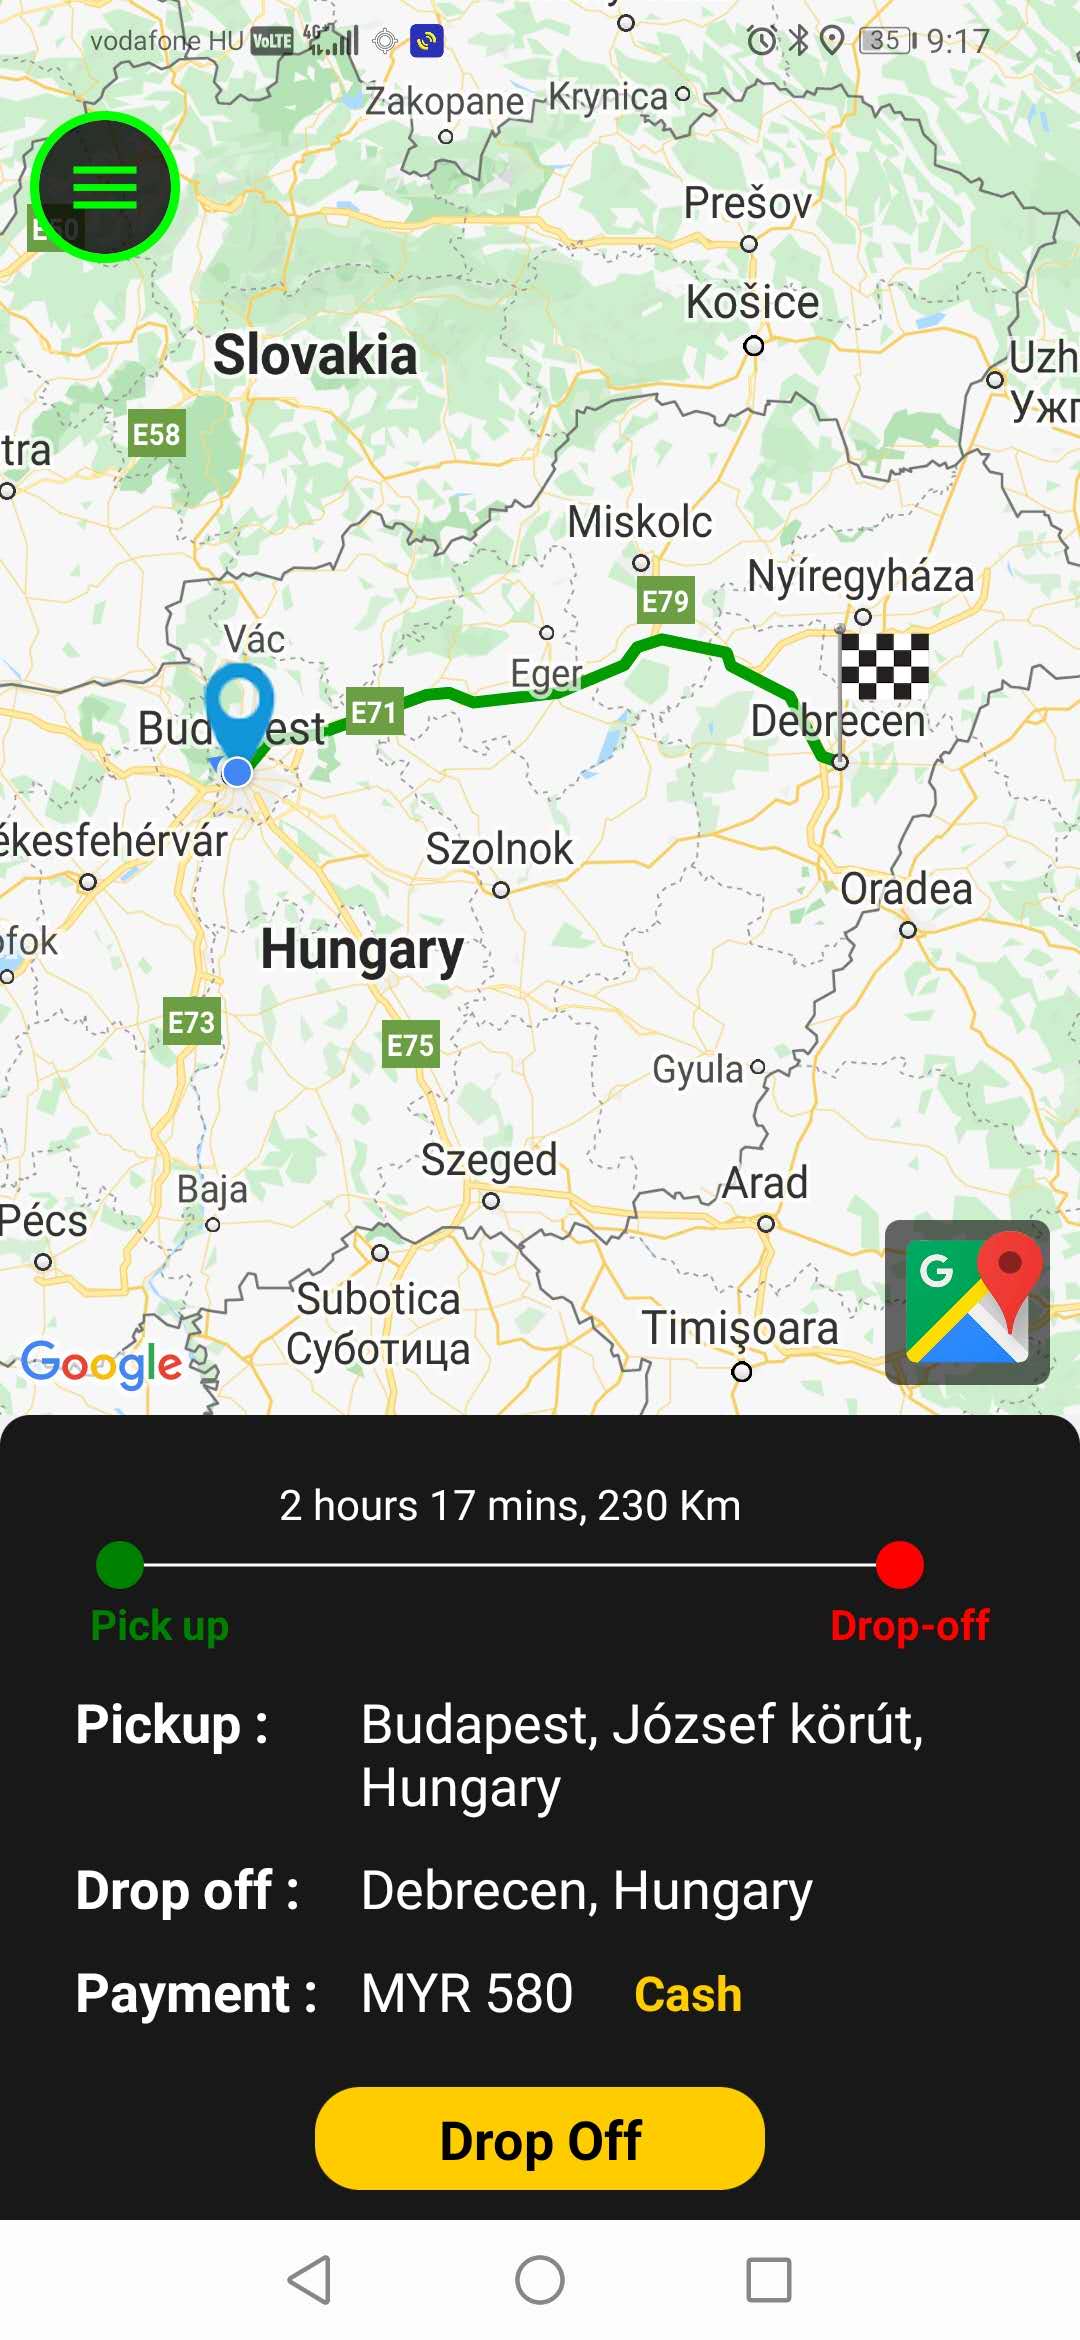 vodafone HU VoLTE 4G+ 35 9:17
Zakopane
Krynica
E50
Prešov
Košice
Slovakia
Uzh
Ужг
E58
tra
Miskolc
Nyíregyháza
E79
Vác
Eger
E71
Debrecen
ékesfehérvár
Szolnok
Oradea
ofok
Hungary
E73
E75
Gyula
Szeged
Arad
Baja
Pécs
Subotica
Суботица
Timișoara
G
Google
2 hours 17 mins, 230 Km
Pick up
Drop-off
Pickup : Budapest, József körút,
Hungary
Drop off : Debrecen, Hungary
Payment : MYR 580 Cash
Drop Off